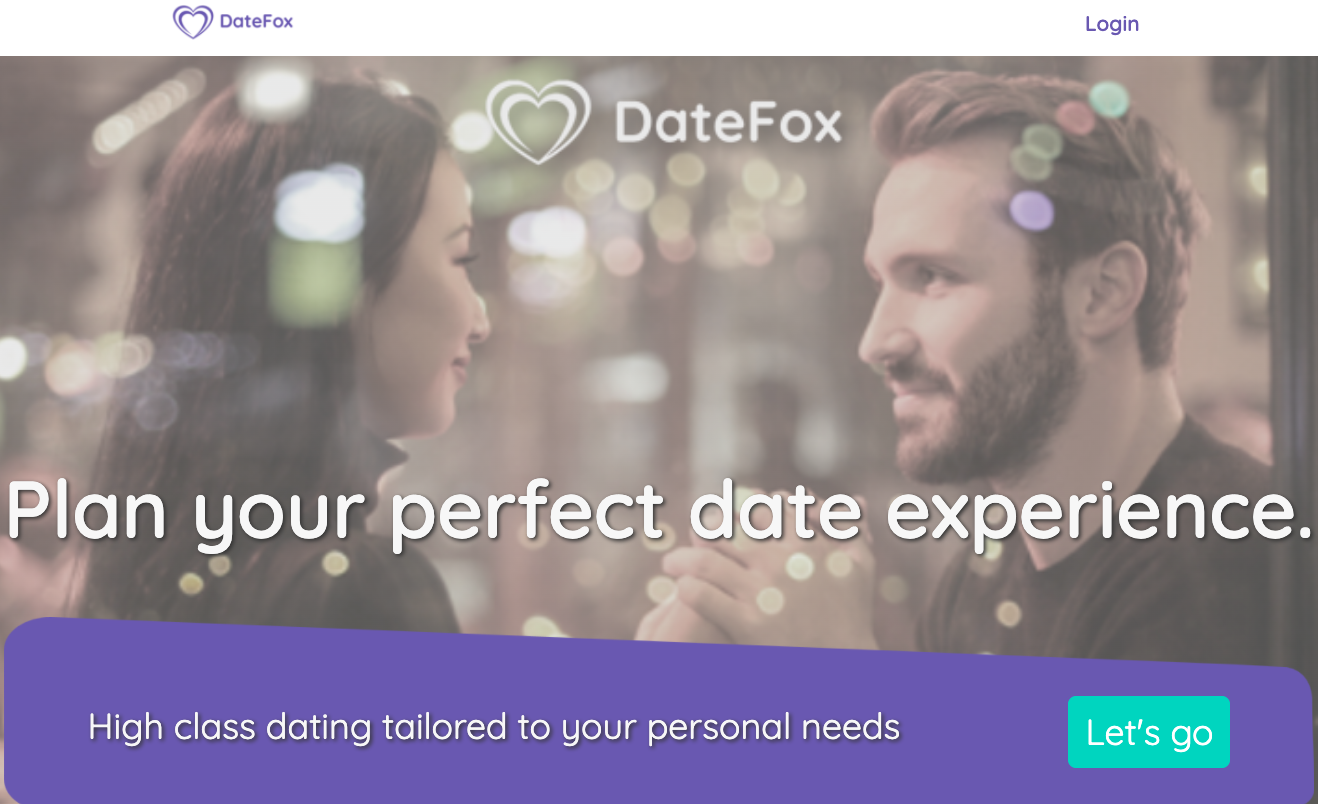 DateFox
Login
DateFox
Plan your perfect date experience.
High class dating tailored to your personal needs
Let's go